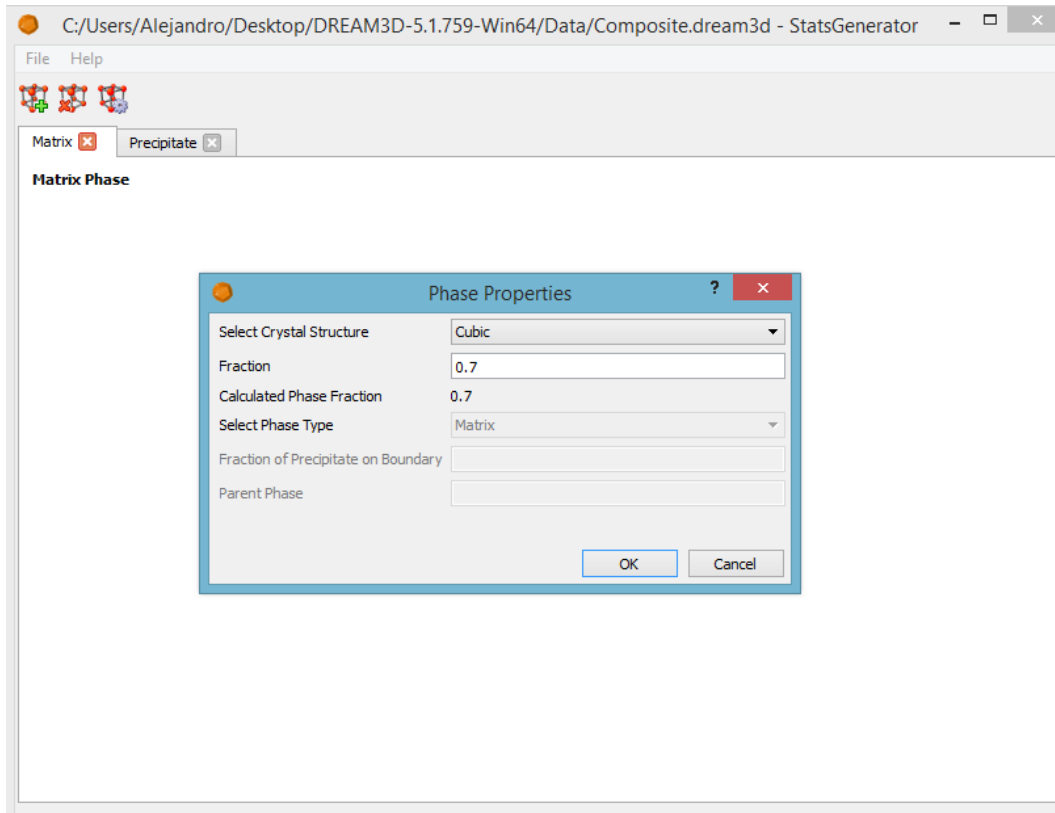 C:/Users/Alejandro/Desktop/DREAM3D-5.1.759-Win64/Data/Composite.dream3d - StatsGenerator
File Help
Matrix Precipitate
Matrix Phase
Phase Properties ?
Select Crystal Structure Cubic
Fraction 0.7
Calculated Phase Fraction 0.7
Select Phase Type Matrix
Fraction of Precipitate on Boundary
Parent Phase
OK Cancel